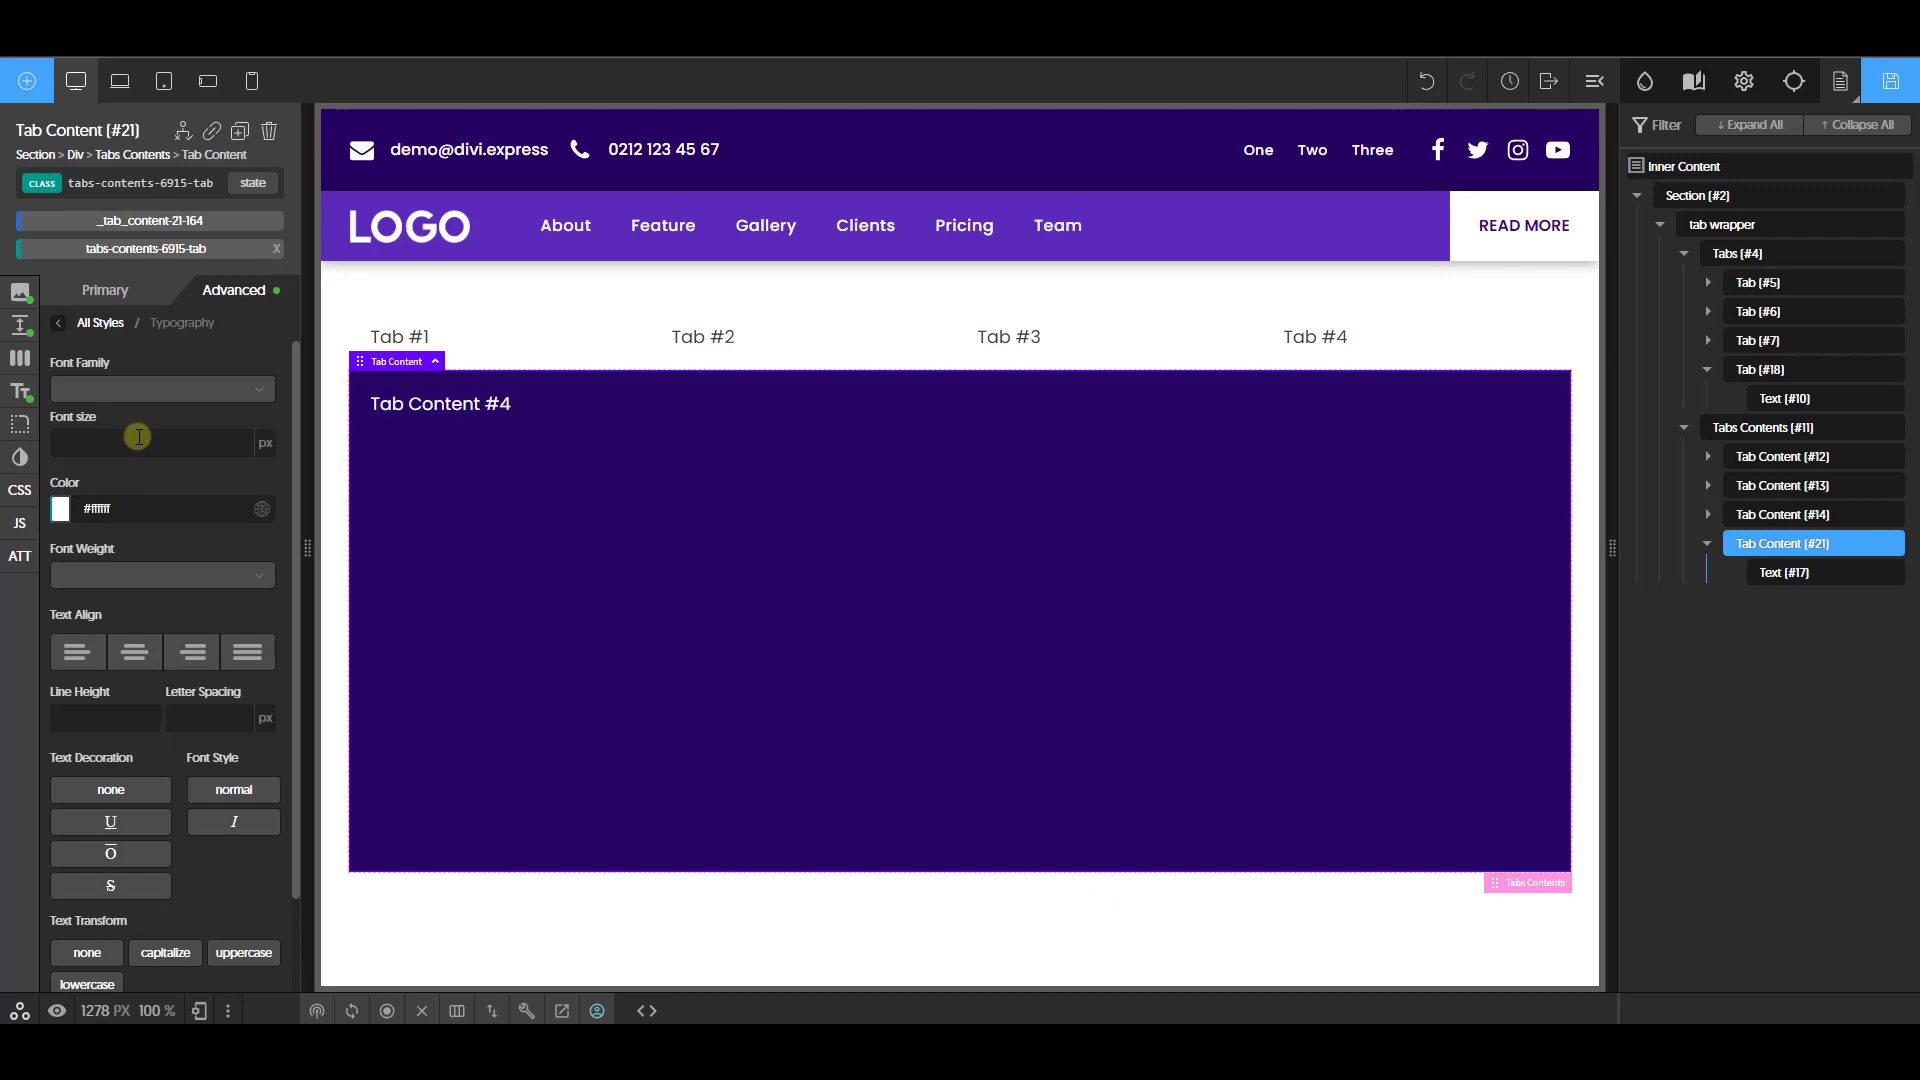 Tab Content (#21)
Section > Div > Tabs Contents > Tab Content
CLASS tabs-contents-6915-tab state
_tab_content-21-164
tabs-contents-6915-tab X
Primary Advanced
All Styles / Typography
Font Family
Font size
px
Color
#ffffff
Font Weight
Text Align
Line Height Letter Spacing
px
Text Decoration Font Style
none normal
U I
O
S
Text Transform
none capitalize uppercase
lowercase
CSS
JS
ATT
1278 PX 100 %
demo@divi.express 0212 123 45 67 One Two Three
LOGO About Feature Gallery Clients Pricing Team READ MORE
Tab #1 Tab #2 Tab #3 Tab #4
Tab Content
Tab Content #4
Tabs Contents
Filter ↓ Expand All ↑ Collapse All
Inner Content
Section (#2)
tab wrapper
Tabs (#4)
Tab (#5)
Tab (#6)
Tab (#7)
Tab (#18)
Text (#10)
Tabs Contents (#11)
Tab Content (#12)
Tab Content (#13)
Tab Content (#14)
Tab Content (#21)
Text (#17)